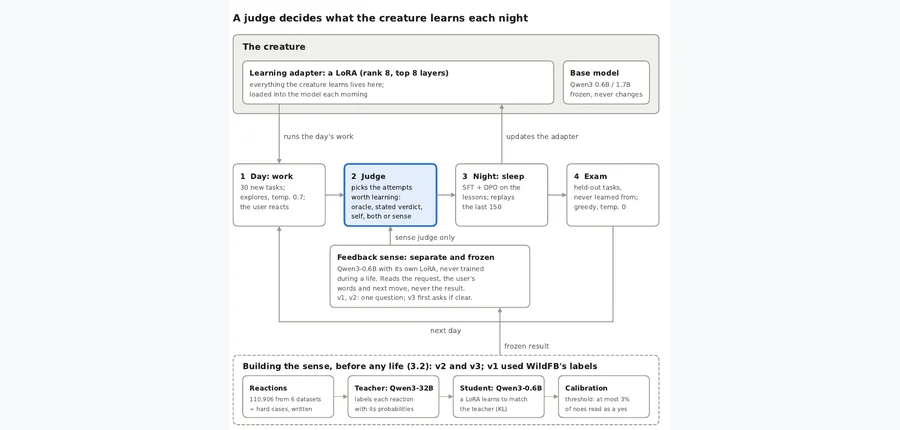 A judge decides what the creature learns each night
The creature
Learning adapter: a LoRA (rank 8, top 8 layers)
everything the creature learns lives here;
loaded into the model each morning
Base model
Qwen3 0.6B / 1.7B
frozen, never changes
runs the day's work
updates the adapter
1 Day: work
30 new tasks;
explores, temp. 0.7;
the user reacts
2 Judge
picks the attempts
worth learning:
oracle, stated verdict,
self, both or sense
3 Night: sleep
SFT + DPO on the
lessons; replays
the last 150
4 Exam
held-out tasks,
never learned from;
greedy, temp. 0
sense judge only
Feedback sense: separate and frozen
Qwen3-0.6B with its own LoRA, never trained
during a life. Reads the request, the user's
words and next move, never the result.
v1, v2: one question; v3 first asks if clear.
next day
frozen result
Building the sense, before any life (3.2): v2 and v3; v1 used WildFB's labels
Reactions
110,906 from 6 datasets
+ hard cases, written
Teacher: Qwen3-32B
labels each reaction
with its probabilities
Student: Qwen3-0.6B
a LoRA learns to match
the teacher (KL)
Calibration
threshold: at most 3%
of noes read as a yes